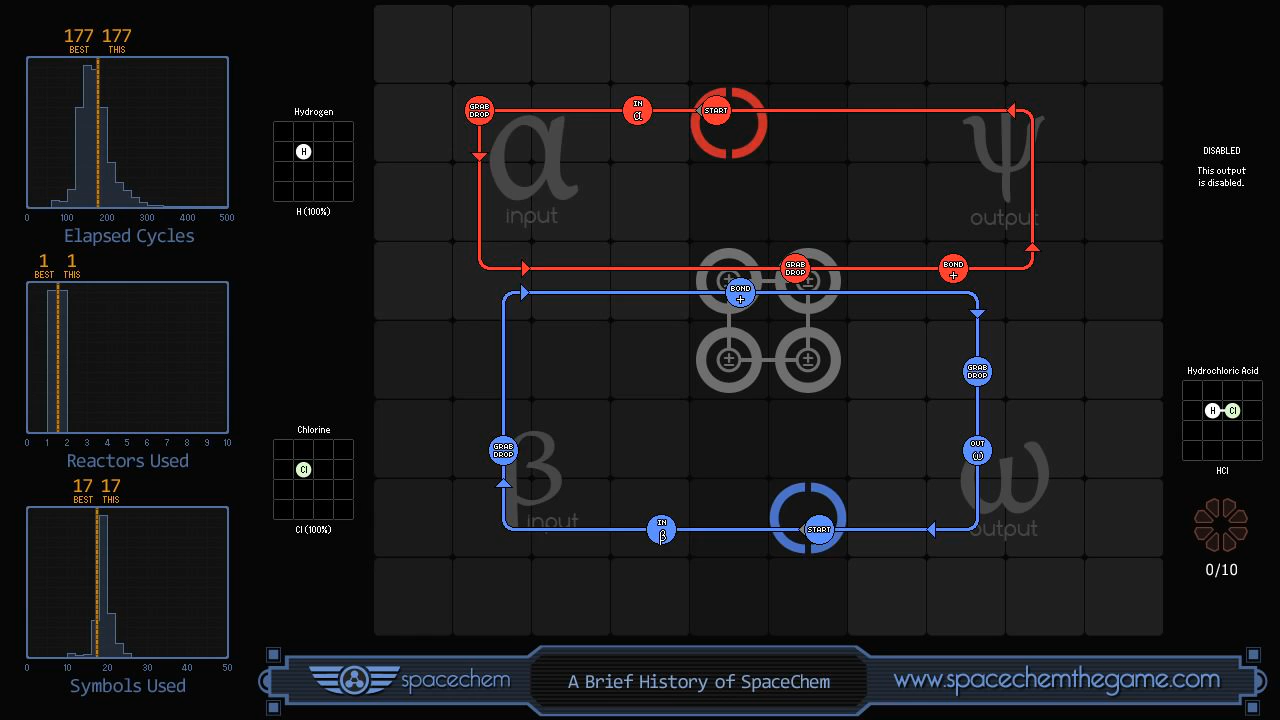 177 177
BEST THIS
0 100 200 300 400 500
Elapsed Cycles
1 1
BEST THIS
0 1 2 3 4 5 6 7 8 9 10
Reactors Used
17 17
BEST THIS
0 10 20 30 40 50
Symbols Used
Hydrogen
H
H (100%)
Chlorine
Cl
Cl (100%)
GRAB DROP
IN α
START
α
input
ψ
output
GRAB DROP
BOND +
BOND +
±
±
±
±
GRAB DROP
GRAB DROP
OUT ω
β
input
ω
output
IN β
START
DISABLED
This output
is disabled.
Hydrochloric Acid
H Cl
HCl
0/10
spacechem
A Brief History of SpaceChem
www.spacechemthegame.com